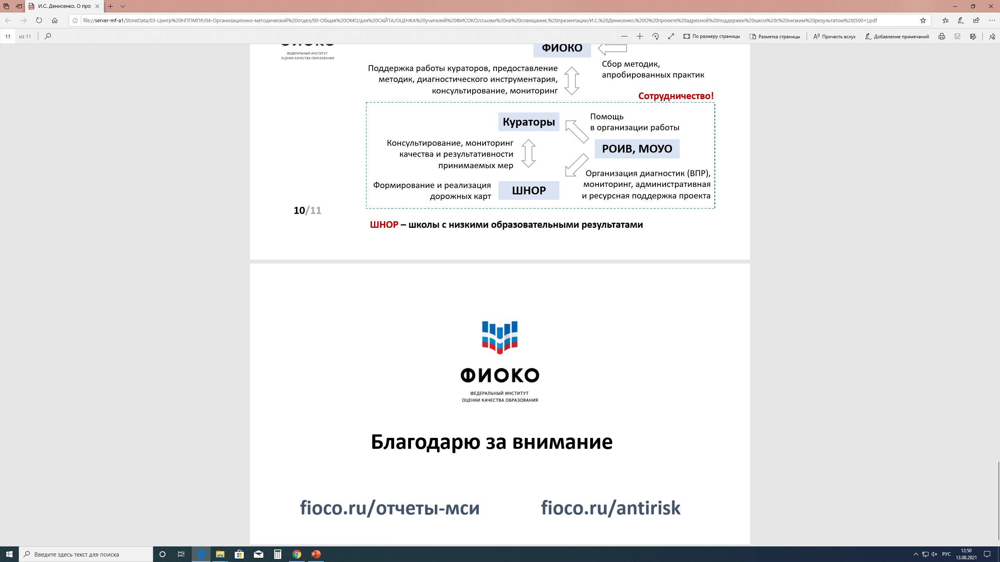 И.С. Денисенко. О про
file://server-mf-a1/StoreData/03-Центр%20НППМПР/04-Организационно-методический%20отдел/00-Общая%20ОМО/для%20САЙТА/ОЦЕНКА%20учителей%20ФИСОКО/ссылки%20на%20совещание,%20презентации/И.С.%20Денисенко.%20О%20проекте%20адресной%20поддержки%20школ%20с%20низким%20результатом%20(500+).pdf
11 из 11
По размеру страницы
Разметка страницы
Прочесть вслух
Добавление примечаний
ФИОКО
ФЕДЕРАЛЬНЫЙ ИНСТИТУТ
ОЦЕНКИ КАЧЕСТВА ОБРАЗОВАНИЯ
ФИОКО
Сбор методик,
апробированных практик
Поддержка работы кураторов, предоставление
методик, диагностического инструментария,
консультирование, мониторинг
Сотрудничество!
Кураторы
Помощь
в организации работы
Консультирование, мониторинг
качества и результативности
принимаемых мер
РОИВ, МОУО
Организация диагностик (ВПР),
мониторинг, административная
и ресурсная поддержка проекта
Формирование и реализация
дорожных карт
ШНОР
10/11
ШНОР – школы с низкими образовательными результатами
ФИОКО
ФЕДЕРАЛЬНЫЙ ИНСТИТУТ
ОЦЕНКИ КАЧЕСТВА ОБРАЗОВАНИЯ
Благодарю за внимание
fioco.ru/отчеты-мси
fioco.ru/antirisk
Введите здесь текст для поиска
РУС
12:50
13.08.2021